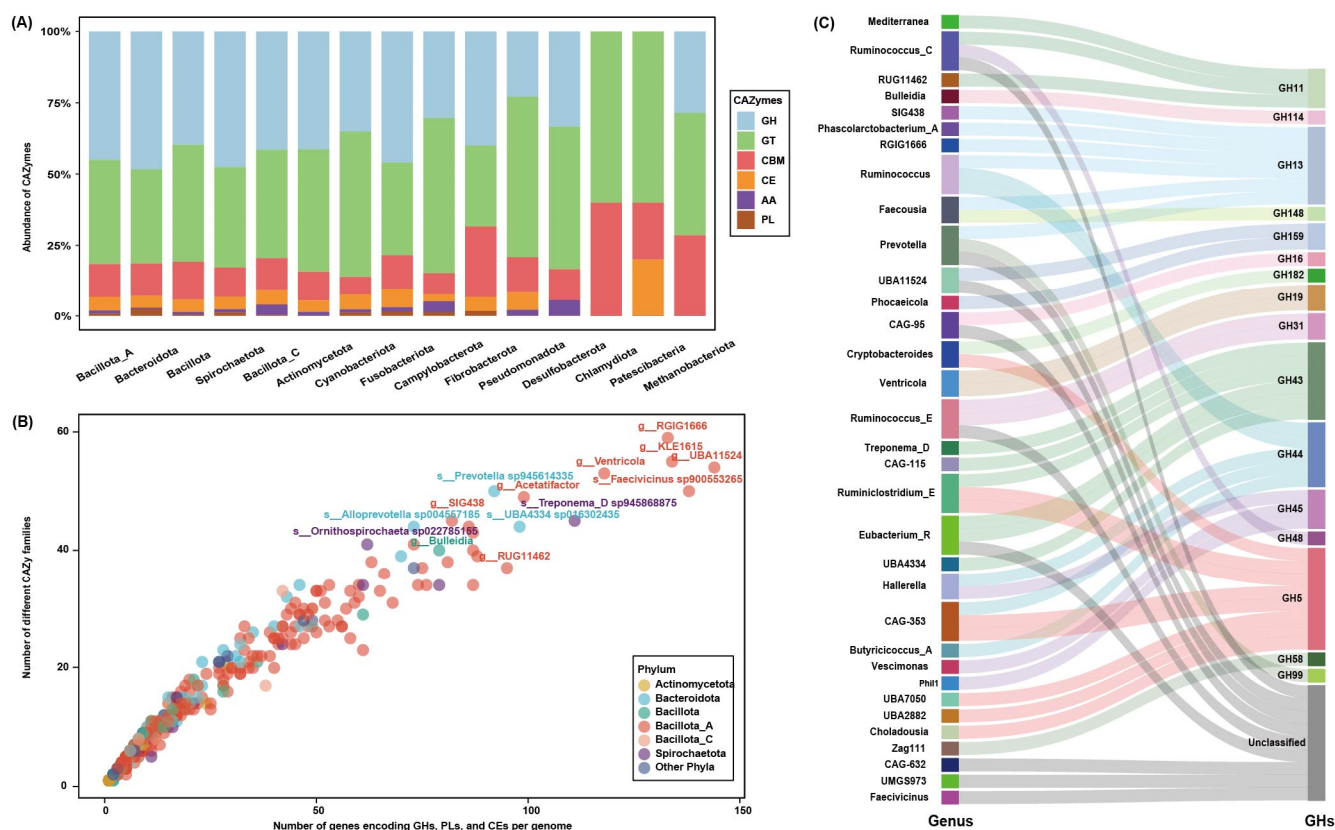 (A)
100%
75%
50%
25%
0%
Abundance of CAZymes
CAZymes
GH
GT
CBM
CE
AA
PL
Bacillota_A
Bacteroidota
Bacillota
Spirochaetota
Bacillota_C
Actinomycetota
Cyanobacteriota
Fusobacteriota
Campylobacterota
Fibrobacterota
Pseudomonadota
Desulfobacterota
Chlamydiota
Patescibacteria
Methanobacteriota
(B)
60
40
20
0
Number of different CAZy families
g__RGIG1666
g__KLE1615
g__UBA11524
g__Ventricola
s__Faecivicinus sp900553265
s__Prevotella sp945614335
g__Acetatifactor
s__Treponema_D sp945868875
g__SIG438
s__Alloprevotella sp004557185
s__UBA4334 sp016302435
s__Ornithospirochaeta sp022785165
g__Bulleidia
g__RUG11462
Phylum
Actinomycetota
Bacteroidota
Bacillota
Bacillota_A
Bacillota_C
Spirochaetota
Other Phyla
0
50
100
150
Number of genes encoding GHs, PLs, and CEs per genome
(C)
Mediterranea
Ruminococcus_C
RUG11462
Bulleidia
SIG438
Phascolarctobacterium_A
RGIG1666
Ruminococcus
Faecousia
Prevotella
UBA11524
Phocaeicola
CAG-95
Cryptobacteroides
Ventricola
Ruminococcus_E
Treponema_D
CAG-115
Ruminiclostridium_E
Eubacterium_R
UBA4334
Hallerella
CAG-353
Butyricicoccus_A
Vescimonas
Phil1
UBA7050
UBA2882
Choladousia
Zag111
CAG-632
UMGS973
Faecivicinus
Genus
GH11
GH114
GH13
GH148
GH159
GH16
GH182
GH19
GH31
GH43
GH44
GH45
GH48
GH5
GH58
GH99
Unclassified
GHs